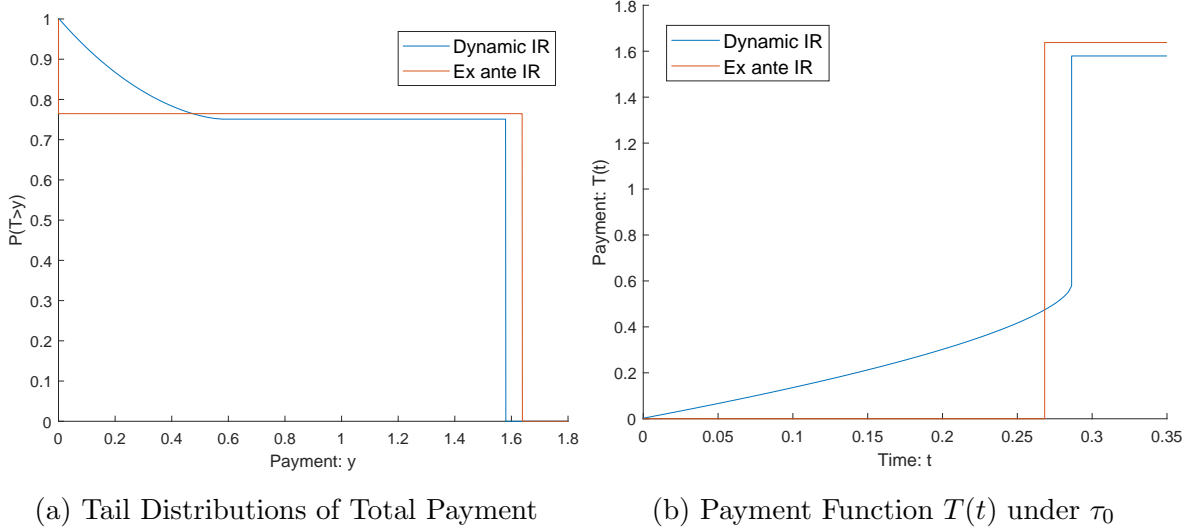 1
0.9
0.8
0.7
0.6
0.5
0.4
0.3
0.2
0.1
0
P(T>y)
Dynamic IR
Ex ante IR
0 0.2 0.4 0.6 0.8 1 1.2 1.4 1.6 1.8
Payment: y
(a) Tail Distributions of Total Payment
1.8
1.6
1.4
1.2
1
0.8
0.6
0.4
0.2
0
Payment: T(t)
Dynamic IR
Ex ante IR
0 0.05 0.1 0.15 0.2 0.25 0.3 0.35
Time: t
(b) Payment Function T(t) under τ₀